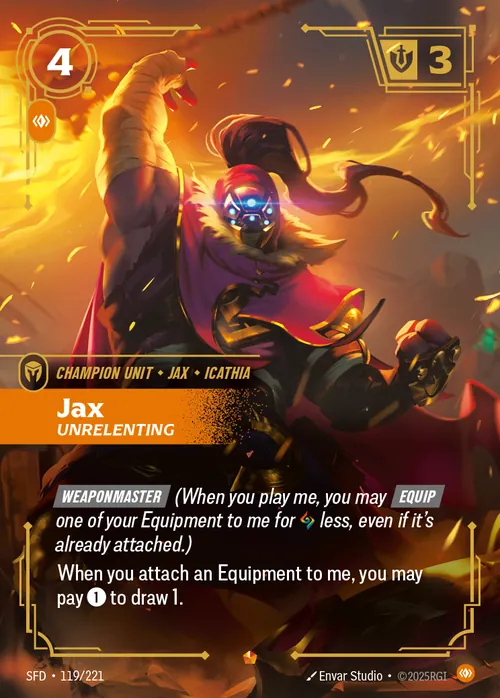 4
3
CHAMPION UNIT • JAX • ICATHIA
Jax
UNRELENTING
WEAPONMASTER (When you play me, you may EQUIP
one of your Equipment to me for less, even if it's
already attached.)
When you attach an Equipment to me, you may
pay 1 to draw 1.
SFD • 119/221
Envar Studio • ©2025RGI